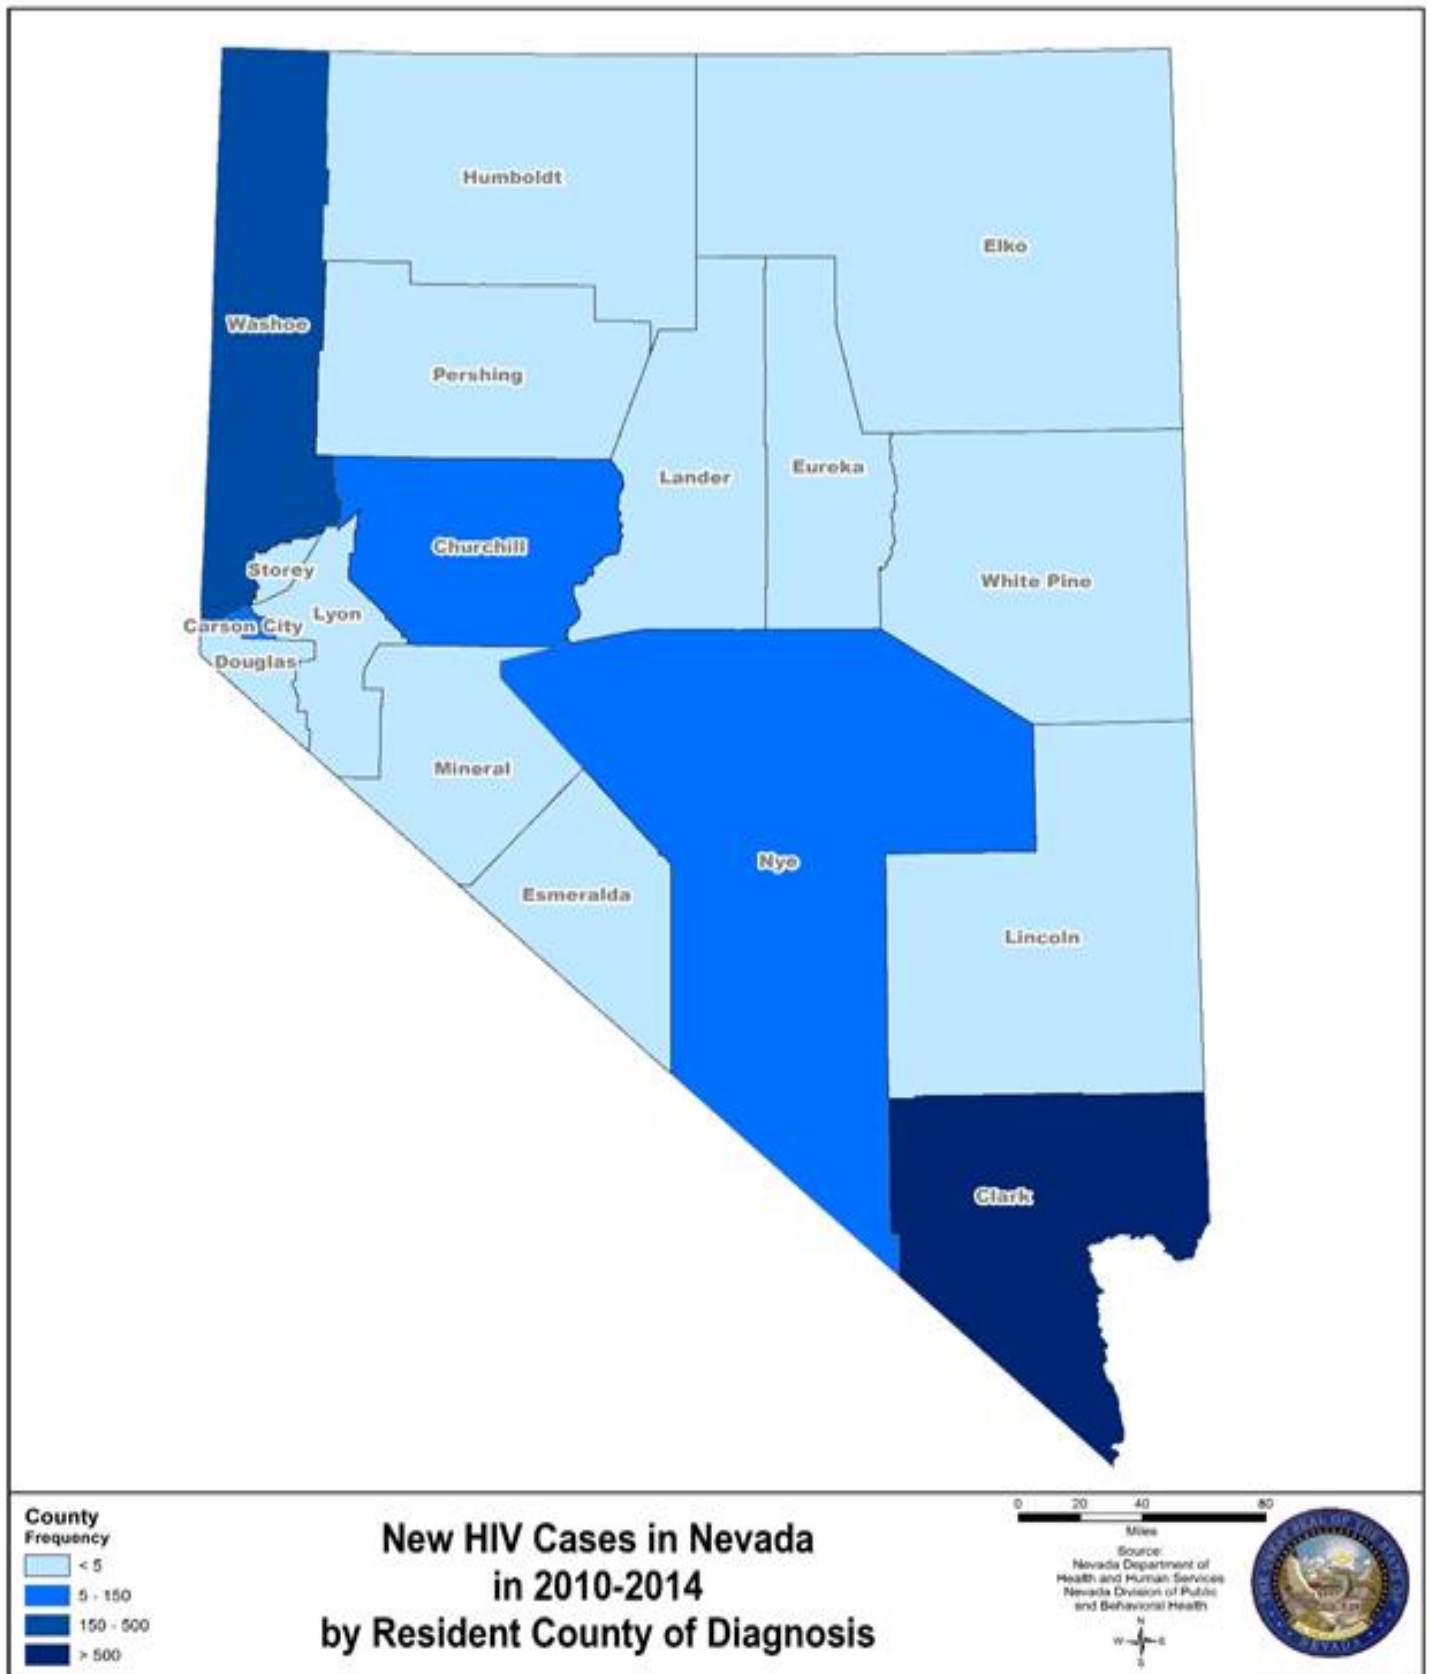 Humboldt
Elko
Washoe
Pershing
Lander
Eureka
Churchill
White Pine
Storey
Lyon
Carson City
Douglas
Mineral
Nye
Esmeralda
Lincoln
Clark
County
Frequency
< 5
5 - 150
150 - 500
> 500
New HIV Cases in Nevada
in 2010-2014
by Resident County of Diagnosis
0 20 40 80
Miles
Source:
Nevada Department of
Health and Human Services
Nevada Division of Public
and Behavioral Health
N
W E
S
NEVADA